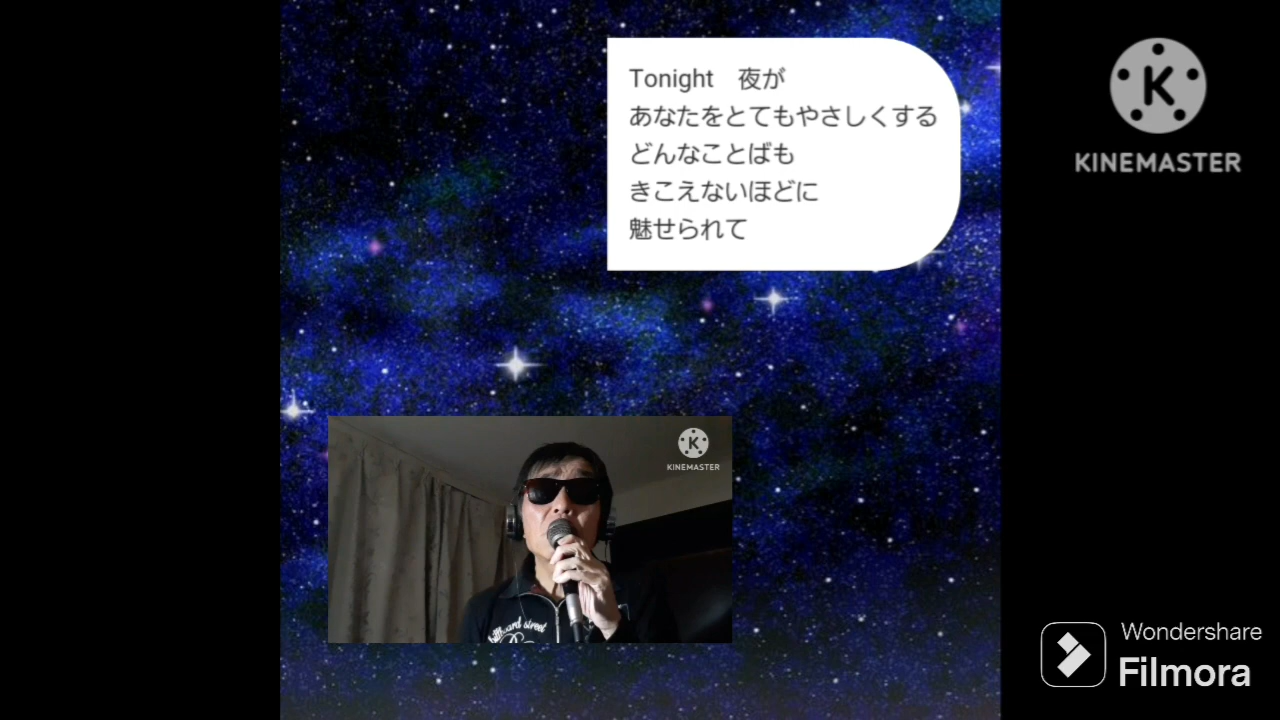 Tonight　夜が
あなたをとてもやさしくする
どんなことばも
きこえないほどに
魅せられて
K
KINEMASTER
K
KINEMASTER
Wondershare
Filmora